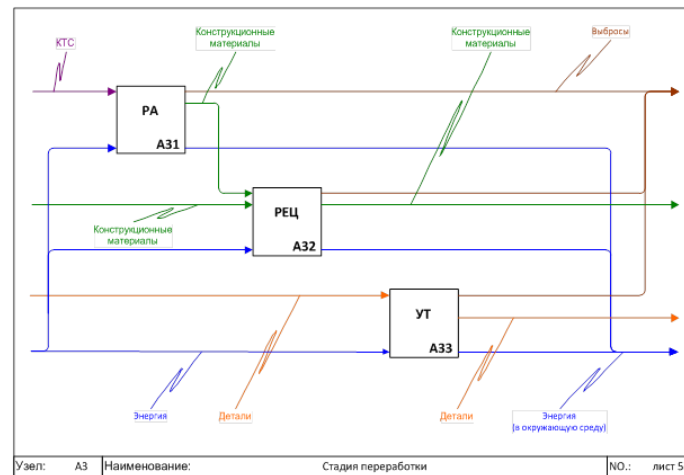 КТС
Конструкционные
материалы
Конструкционные
материалы
Выбросы
РА
А31
РЕЦ
А32
Конструкционные
материалы
УТ
А33
Энергия
Детали
Детали
Энергия
(в окружающую среду)
Узел: А3 Наименование: Стадия переработки NO.: лист 5